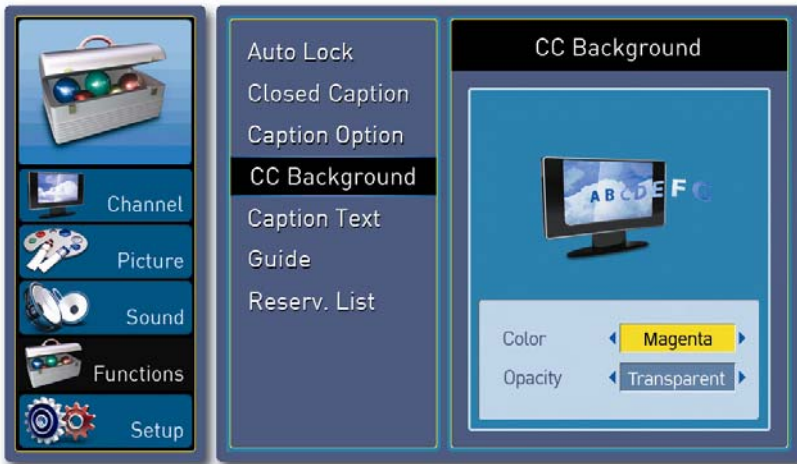 Channel
Picture
Sound
Functions
Setup
Auto Lock
Closed Caption
Caption Option
CC Background
Caption Text
Guide
Reserv. List
CC Background
A B C D E F G
Color Magenta
Opacity Transparent